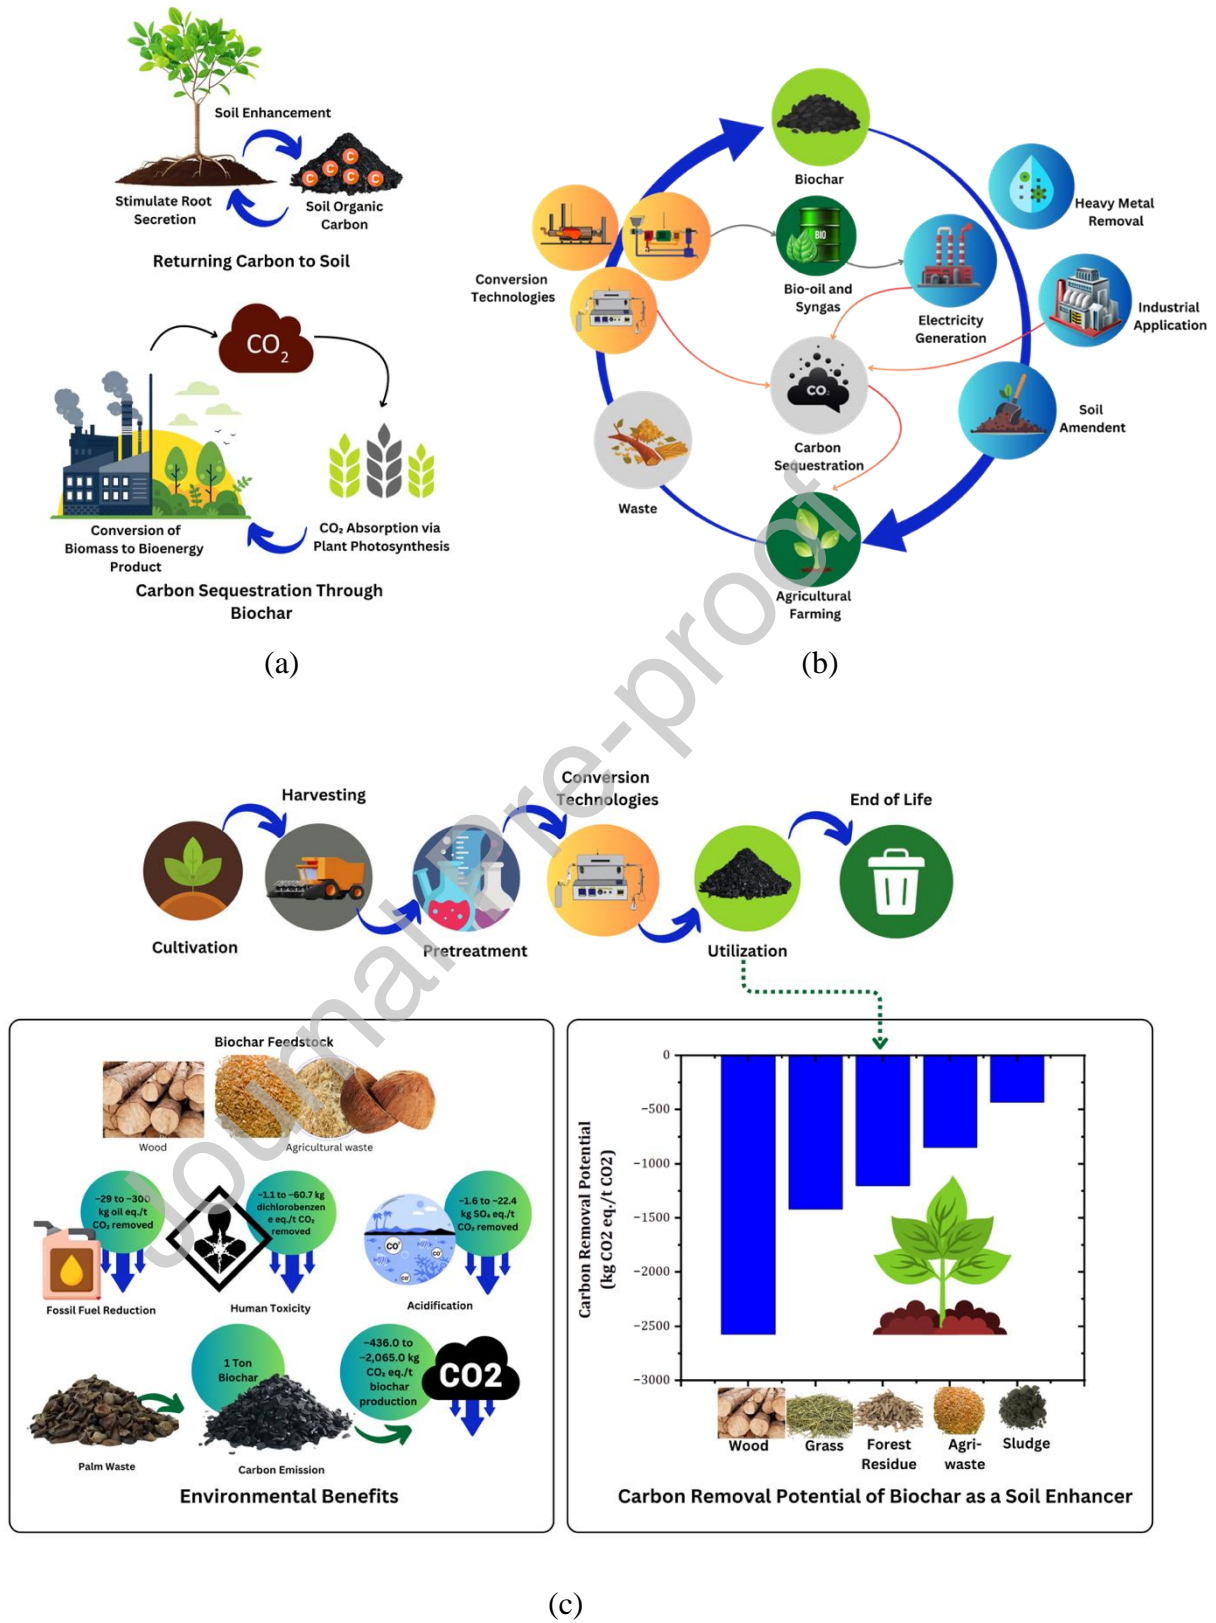 Soil Enhancement
C
C
C
C
C
C
Stimulate Root
Secretion
Soil Organic
Carbon
Returning Carbon to Soil
CO2
Conversion of
Biomass to Bioenergy
Product
CO₂ Absorption via
Plant Photosynthesis
Carbon Sequestration Through
Biochar
(a)
Biochar
Heavy Metal
Removal
Conversion
Technologies
BIO
Bio-oil and
Syngas
Electricity
Generation
Industrial
Application
CO₂
Carbon
Sequestration
Soil
Amendent
Waste
Agricultural
Farming
(b)
Journal Pre-proof
Cultivation
Harvesting
Pretreatment
Conversion
Technologies
Utilization
End of Life
Biochar Feedstock
Wood
Agricultural waste
−29 to −300
kg oil eq./t
CO₂ removed
Fossil Fuel Reduction
−1.1 to −60.7 kg
dichlorobenzen
e eq./t CO₂
removed
Human Toxicity
−1.6 to −22.4
kg SO₄ eq./t
CO₂ removed
Acidification
Palm Waste
1 Ton
Biochar
Carbon Emission
−436.0 to
−2,065.0 kg
CO₂ eq./t
biochar
production
CO2
Environmental Benefits
Carbon Removal Potential
(kg CO2 eq./t CO2)
0
−500
−1000
−1500
−2000
−2500
−3000
Wood
Grass
Forest
Residue
Agri-
waste
Sludge
Carbon Removal Potential of Biochar as a Soil Enhancer
(c)